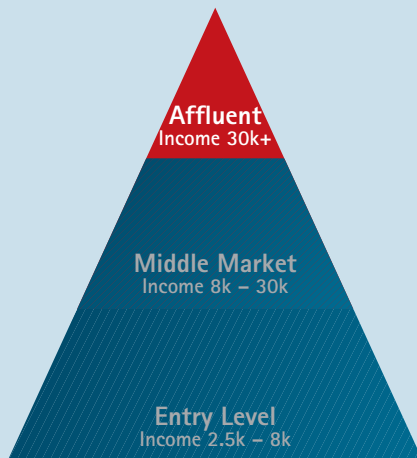 Affluent
Income 30k+
Middle Market
Income 8k – 30k
Entry Level
Income 2.5k – 8k